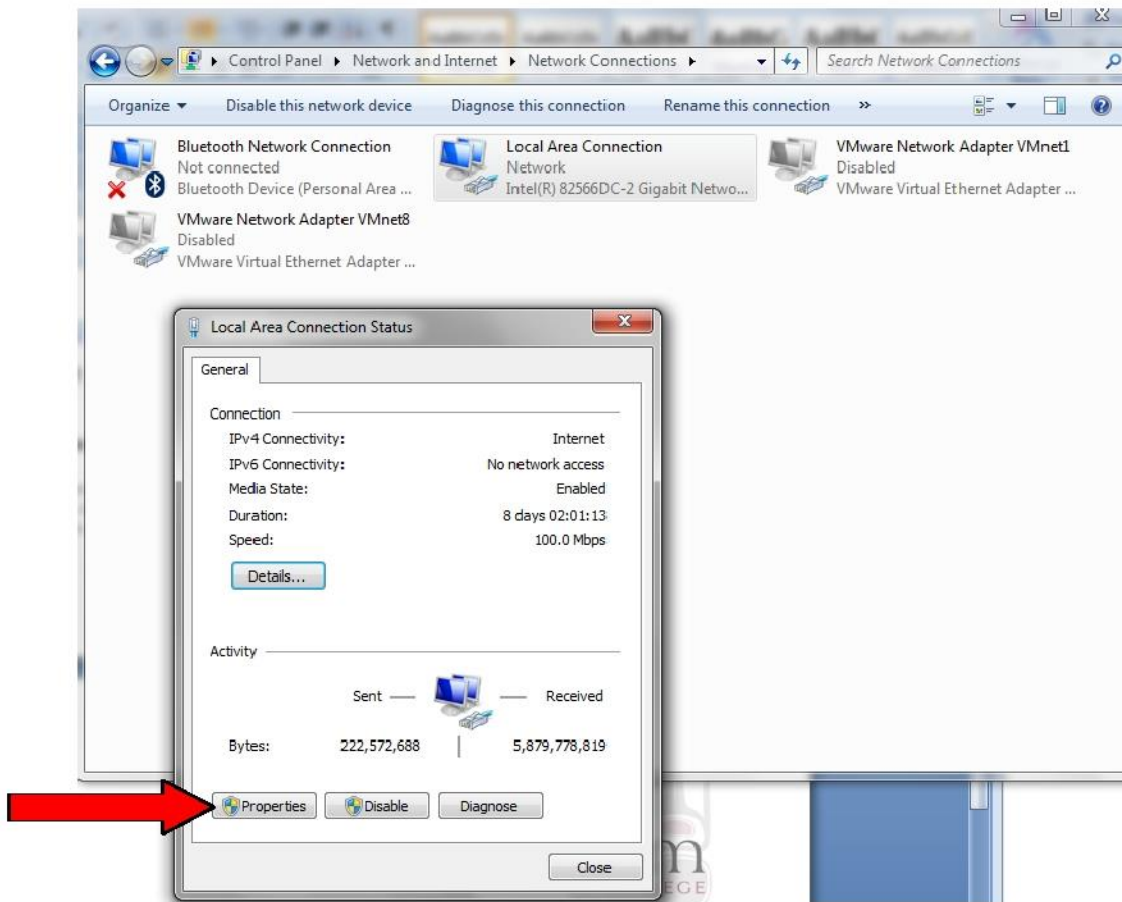 Control Panel ▸ Network and Internet ▸ Network Connections ▸ Search Network Connections
Organize Disable this network device Diagnose this connection Rename this connection »
Bluetooth Network Connection
Not connected
Bluetooth Device (Personal Area ...
Local Area Connection
Network
Intel(R) 82566DC-2 Gigabit Netwo...
VMware Network Adapter VMnet1
Disabled
VMware Virtual Ethernet Adapter ...
VMware Network Adapter VMnet8
Disabled
VMware Virtual Ethernet Adapter ...
Local Area Connection Status
General
Connection
IPv4 Connectivity: Internet
IPv6 Connectivity: No network access
Media State: Enabled
Duration: 8 days 02:01:13
Speed: 100.0 Mbps
Details...
Activity
Sent Received
Bytes: 222,572,688 5,879,778,819
Properties Disable Diagnose
Close